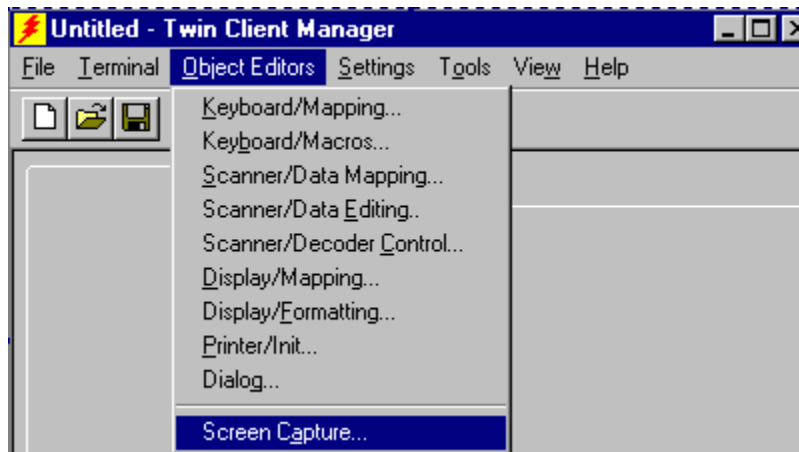 Untitled - Twin Client Manager
File Terminal Object Editors Settings Tools View Help
Keyboard/Mapping...
Keyboard/Macros...
Scanner/Data Mapping...
Scanner/Data Editing..
Scanner/Decoder Control...
Display/Mapping...
Display/Formatting...
Printer/Init...
Dialog...
Screen Capture...